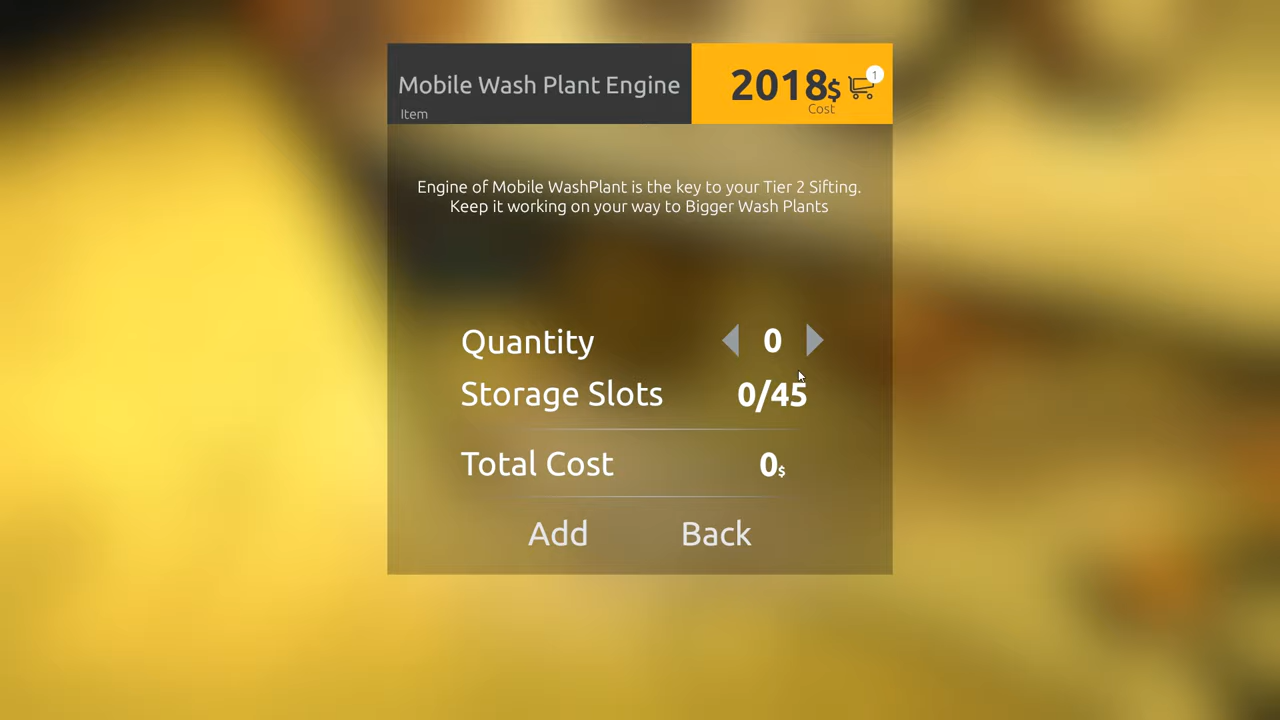 Mobile Wash Plant Engine
Item
2018$
1
Cost
Engine of Mobile WashPlant is the key to your Tier 2 Sifting.
Keep it working on your way to Bigger Wash Plants
Quantity 0
Storage Slots 0/45
Total Cost 0$
Add Back